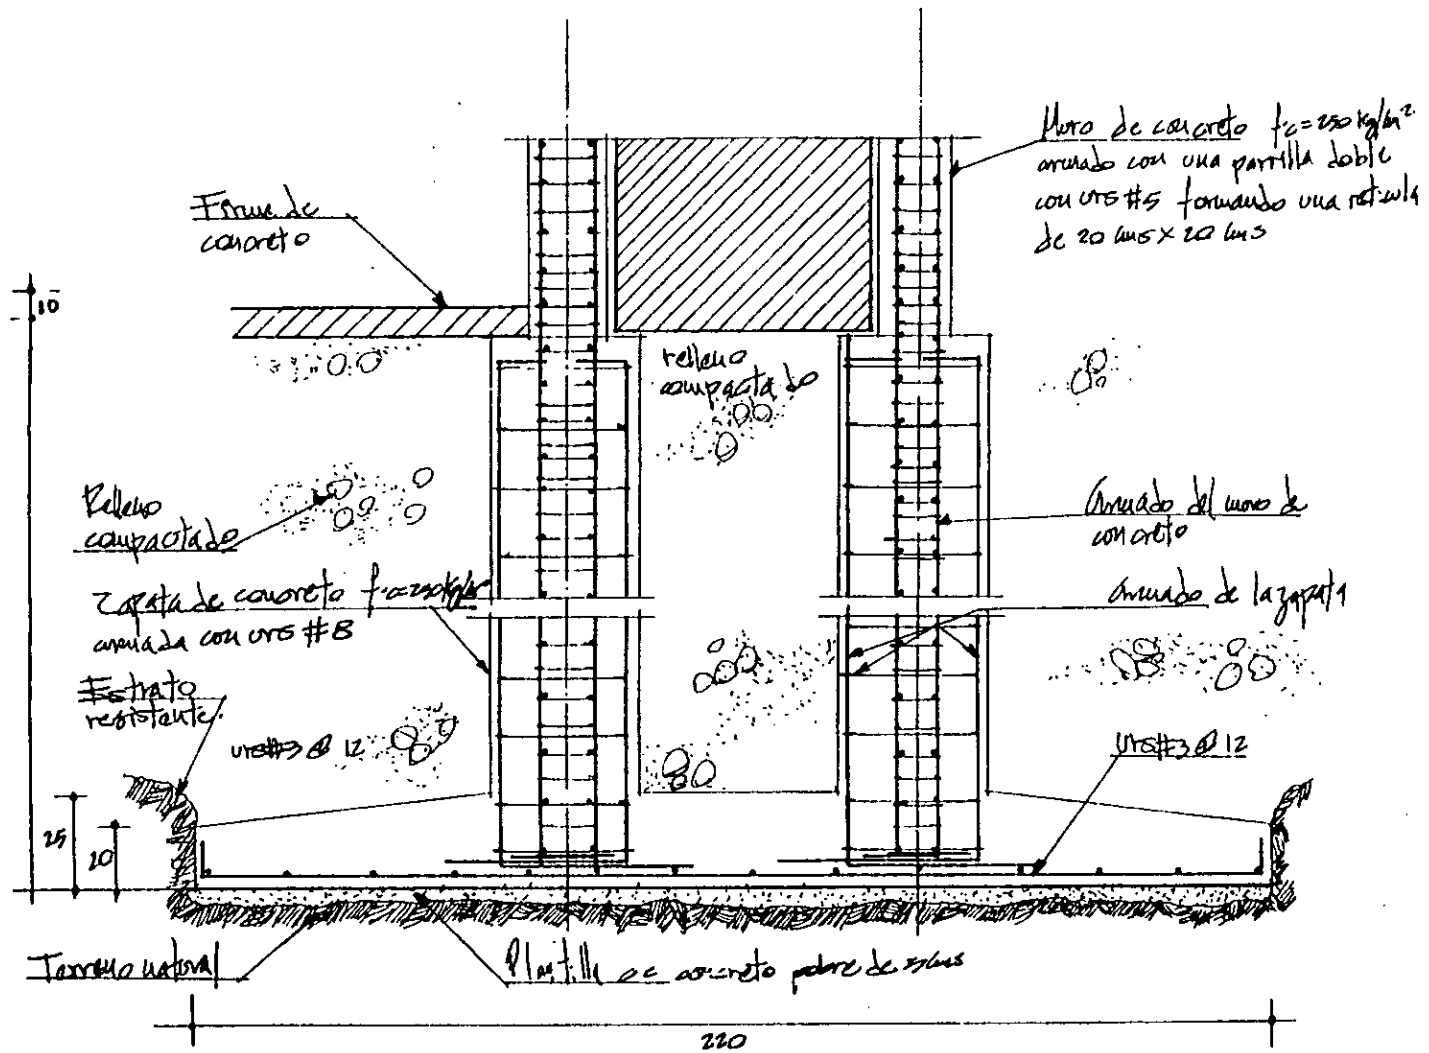 Muro de concreto f'c=250 kg/cm²
armado con una parrilla doble
con vrs #5 formando una retícula
de 20 cms x 20 cms
Firme de
concreto
10
relleno
compactado
Relleno
compactado
Armado del muro de
concreto
Zapata de concreto f'c=250 kg/
armada con vrs #8
Armado de la zapata
Estrato
resistente
vrs#3 @ 12
vrs#3 @ 12
25
20
Terreno natural
Plantilla de concreto pobre de 5 cms
220